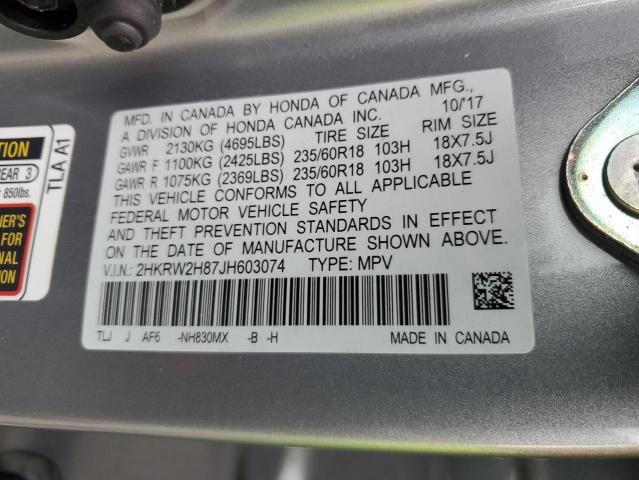 MFD. IN CANADA BY HONDA OF CANADA MFG.,
A DIVISION OF HONDA CANADA INC. 10/'17
GVWR 2130KG (4695LBS) TIRE SIZE RIM SIZE
GAWR F 1100KG (2425LBS) 235/60R18 103H 18X7.5J
GAWR R 1075KG (2369LBS) 235/60R18 103H 18X7.5J
THIS VEHICLE CONFORMS TO ALL APPLICABLE
FEDERAL MOTOR VEHICLE SAFETY
AND THEFT PREVENTION STANDARDS IN EFFECT
ON THE DATE OF MANUFACTURE SHOWN ABOVE.
V.I.N.: 2HKRW2H87JH603074 TYPE: MPV
TLJ J AF6 -NH830MX -B -H MADE IN CANADA
TLA A1
TION
REAR 3
850lbs.
NER'S
FOR
NAL
TION